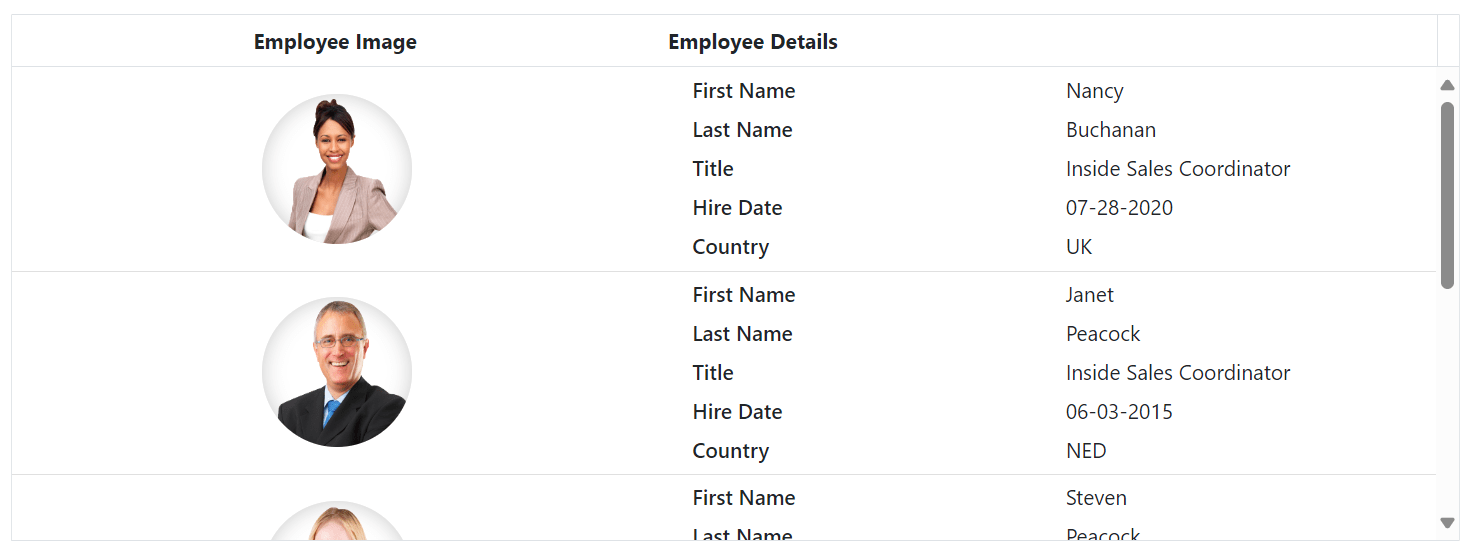 Employee Image Employee Details
First Name Nancy
Last Name Buchanan
Title Inside Sales Coordinator
Hire Date 07-28-2020
Country UK
First Name Janet
Last Name Peacock
Title Inside Sales Coordinator
Hire Date 06-03-2015
Country NED
First Name Steven
Last Name Peacock